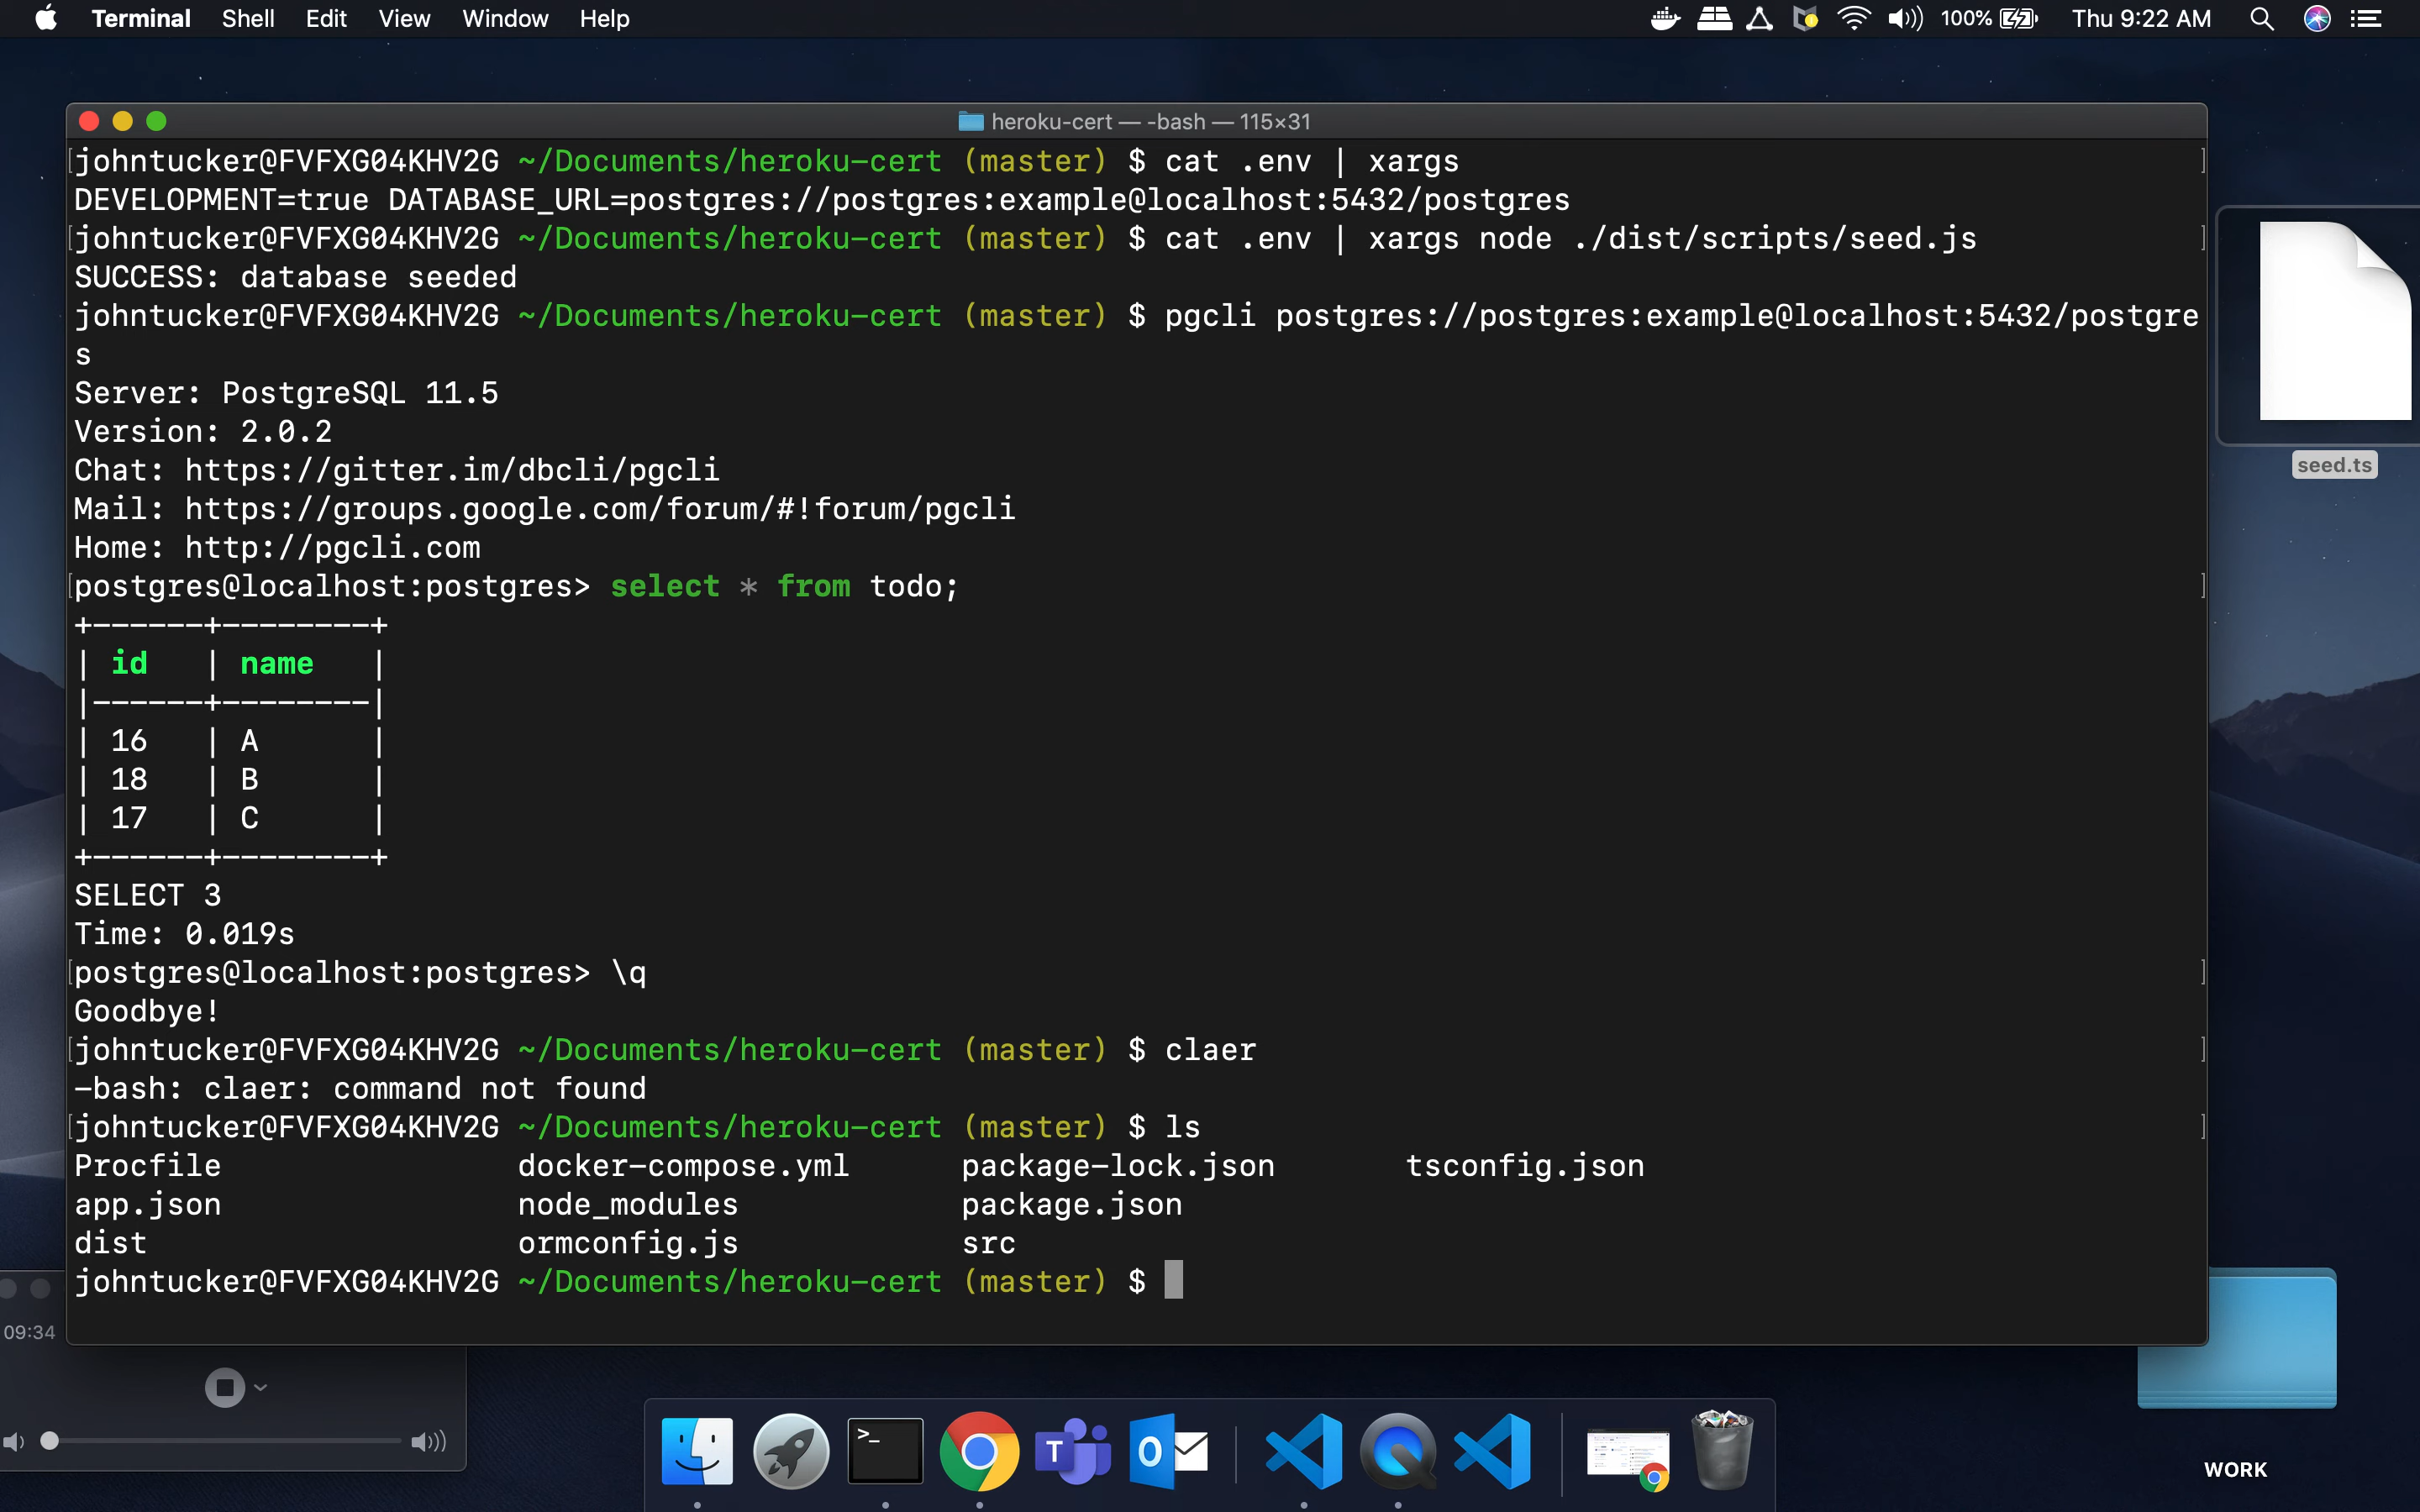 Terminal Shell Edit View Window Help 100% Thu 9:22 AM
heroku-cert — -bash — 115×31
johntucker@FVFXG04KHV2G ~/Documents/heroku-cert (master) $ cat .env | xargs
DEVELOPMENT=true DATABASE_URL=postgres://postgres:example@localhost:5432/postgres
johntucker@FVFXG04KHV2G ~/Documents/heroku-cert (master) $ cat .env | xargs node ./dist/scripts/seed.js
SUCCESS: database seeded
johntucker@FVFXG04KHV2G ~/Documents/heroku-cert (master) $ pgcli postgres://postgres:example@localhost:5432/postgre
s
Server: PostgreSQL 11.5
Version: 2.0.2
Chat: https://gitter.im/dbcli/pgcli
Mail: https://groups.google.com/forum/#!forum/pgcli
Home: http://pgcli.com
postgres@localhost:postgres> select * from todo;
+------+--------+
| id   | name   |
|------+--------|
| 16   | A      |
| 18   | B      |
| 17   | C      |
+------+--------+
SELECT 3
Time: 0.019s
postgres@localhost:postgres> \q
Goodbye!
johntucker@FVFXG04KHV2G ~/Documents/heroku-cert (master) $ claer
-bash: claer: command not found
johntucker@FVFXG04KHV2G ~/Documents/heroku-cert (master) $ ls
Procfile docker-compose.yml package-lock.json tsconfig.json
app.json node_modules package.json
dist ormconfig.js src
johntucker@FVFXG04KHV2G ~/Documents/heroku-cert (master) $
seed.ts
09:34
WORK